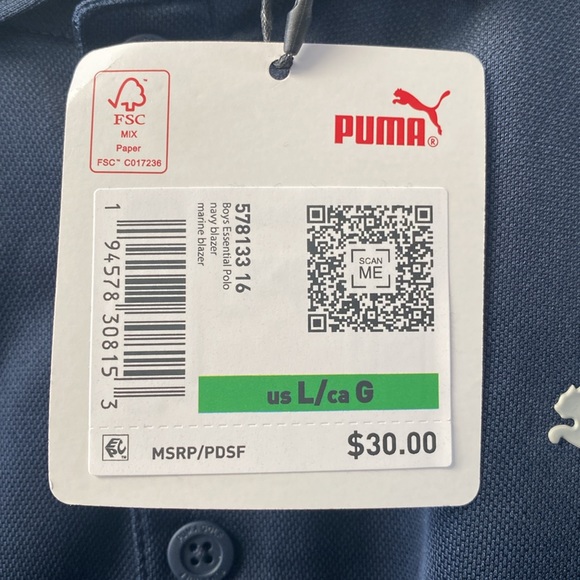 FSC
MIX
Paper
FSC™ C017236
PUMA®
578133 16
Boys Essential Polo
navy blazer
marine blazer
1 94578 30815 3
SCAN
ME
us L/ca G
EPC
MSRP/PDSF
$30.00